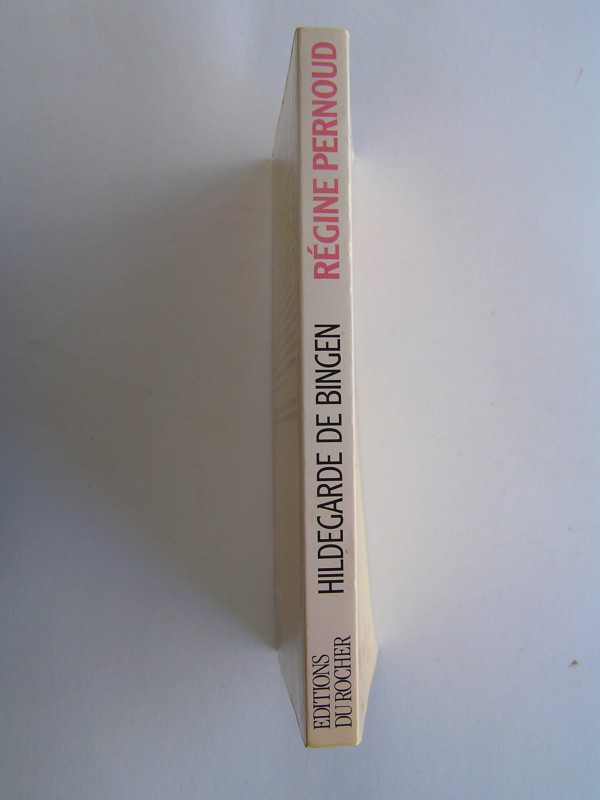 RÉGINE PERNOUD
HILDEGARDE DE BINGEN
EDITIONS
DU ROCHER